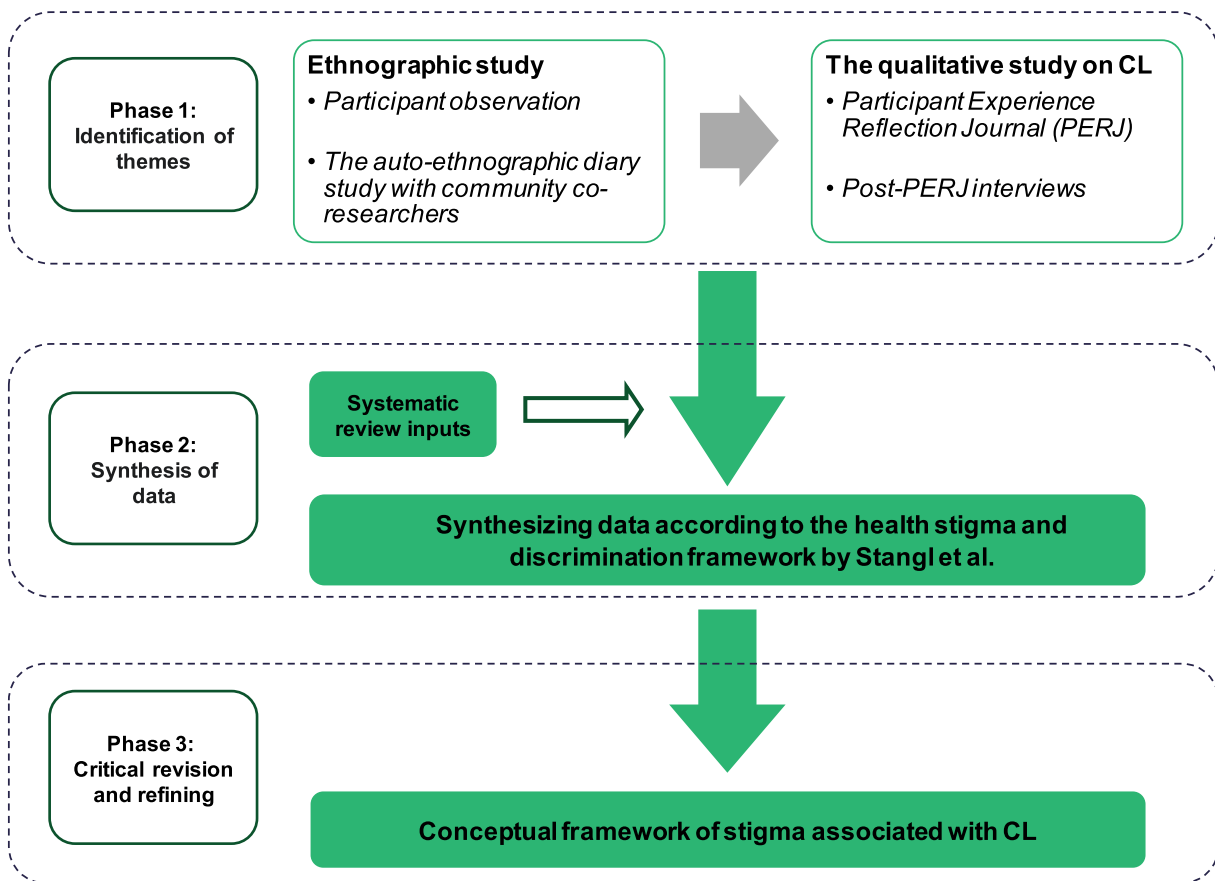 Phase 1:
Identification of
themes
Ethnographic study
• Participant observation
• The auto-ethnographic diary
study with community co-
researchers
The qualitative study on CL
• Participant Experience
Reflection Journal (PERJ)
• Post-PERJ interviews
Phase 2:
Synthesis of
data
Systematic
review inputs
Synthesizing data according to the health stigma and
discrimination framework by Stangl et al.
Phase 3:
Critical revision
and refining
Conceptual framework of stigma associated with CL